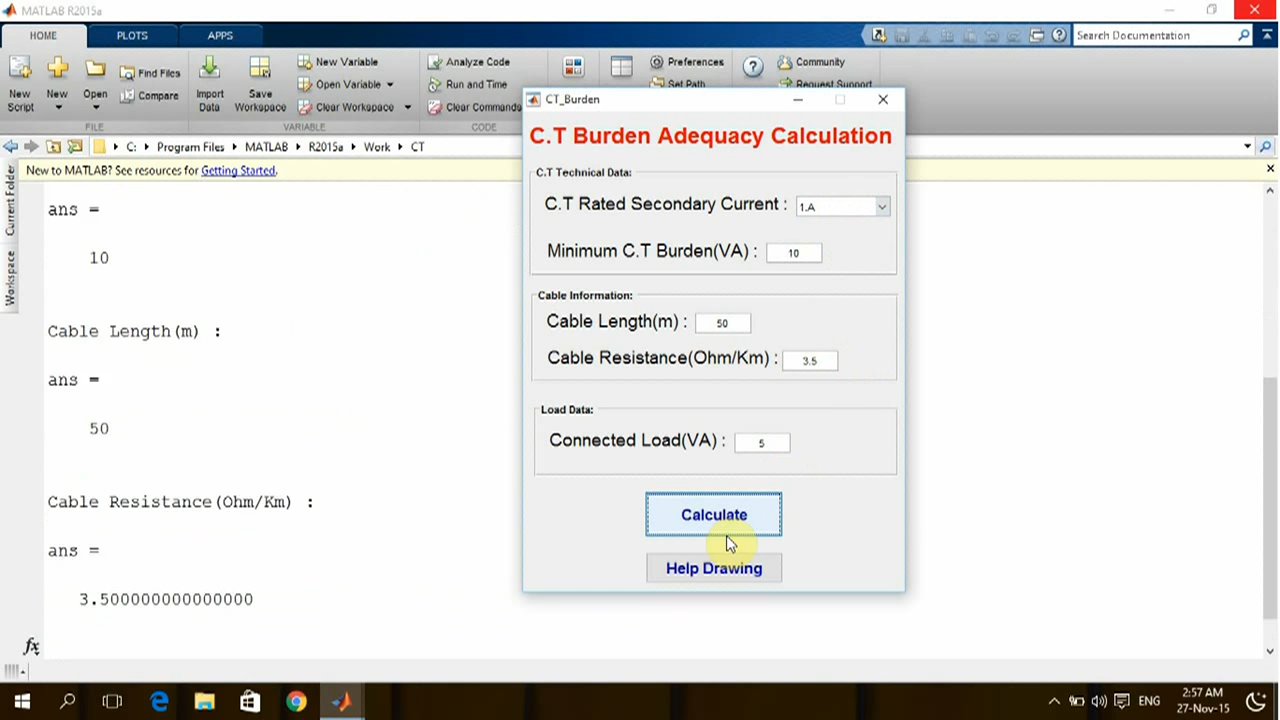 MATLAB R2015a
HOME PLOTS APPS
Search Documentation
New Script
New
Open
Find Files
Compare
Import Data
Save Workspace
New Variable
Open Variable
Clear Workspace
Analyze Code
Run and Time
Clear Commands
Preferences
Set Path
Community
Request Support
FILE VARIABLE CODE
C: Program Files MATLAB R2015a Work CT
New to MATLAB? See resources for Getting Started.
Current Folder
Workspace
ans =
10
Cable Length(m) :
ans =
50
Cable Resistance(Ohm/Km) :
ans =
3.500000000000000
fx
CT_Burden
C.T Burden Adequacy Calculation
C.T Technical Data:
C.T Rated Secondary Current : 1.A
Minimum C.T Burden(VA) : 10
Cable Information:
Cable Length(m) : 50
Cable Resistance(Ohm/Km) : 3.5
Load Data:
Connected Load(VA) : 5
Calculate
Help Drawing
ENG
2:57 AM
27-Nov-15